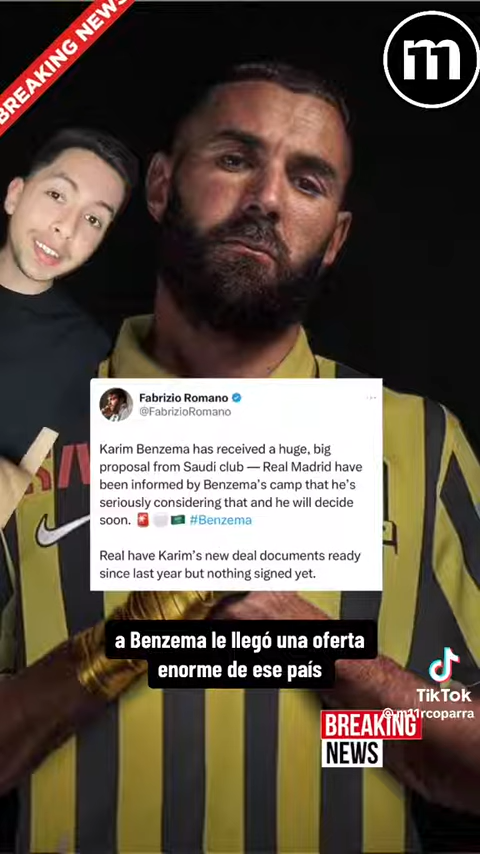 BREAKING NEWS
m
Fabrizio Romano
@FabrizioRomano
Karim Benzema has received a huge, big
proposal from Saudi club — Real Madrid have
been informed by Benzema's camp that he's
seriously considering that and he will decide
soon. 🚨⚪🇸🇦 #Benzema
Real have Karim's new deal documents ready
since last year but nothing signed yet.
a Benzema le llegó una oferta
enorme de ese país
TikTok
@m11rcoparra
BREAKING
NEWS